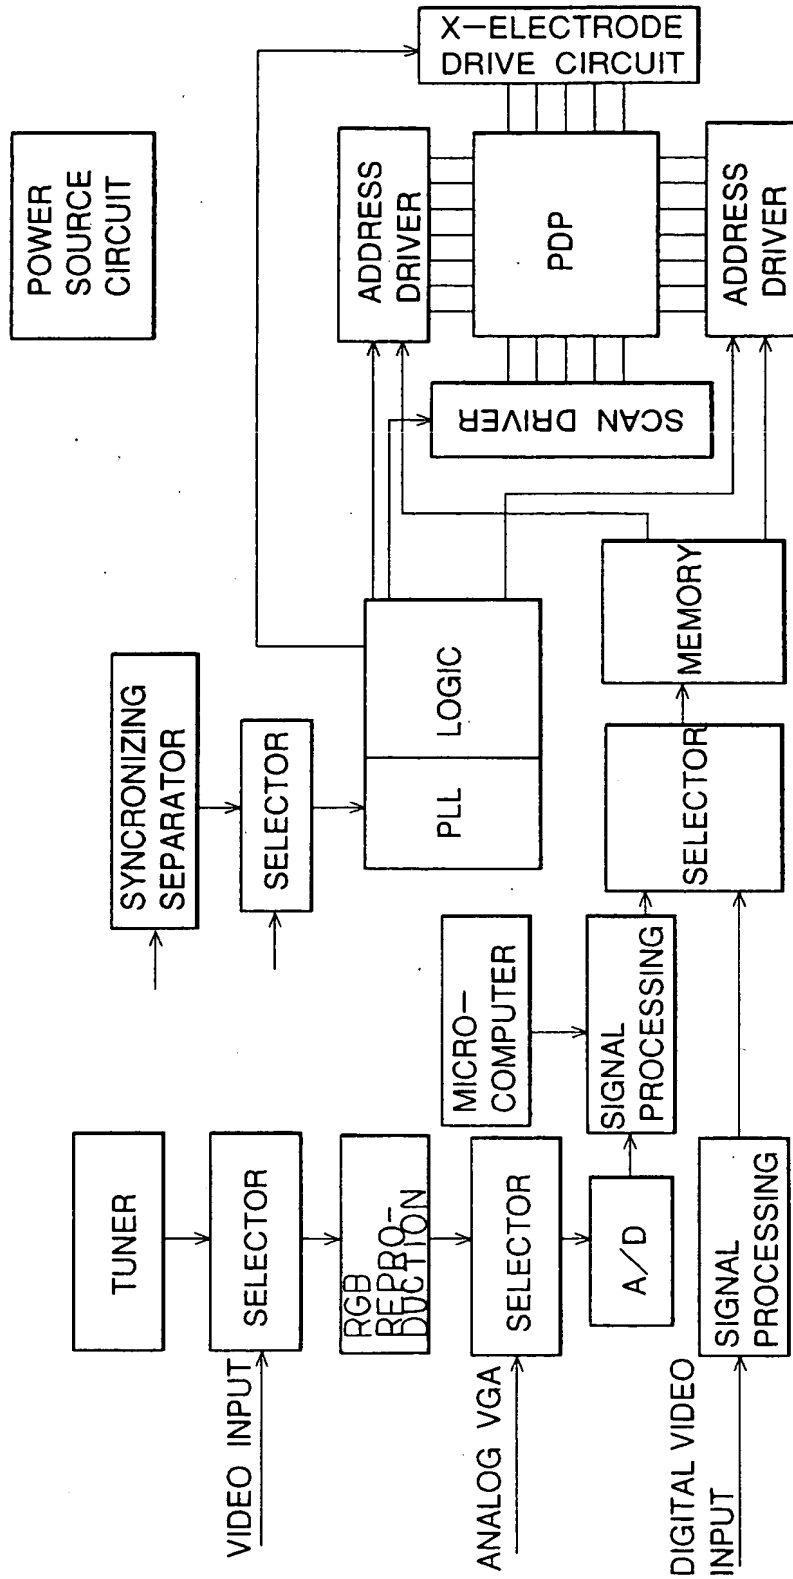 TUNER
SELECTOR
VIDEO INPUT
RGB
REPRO-
DUCTION
ANALOG VGA
SELECTOR
A/D
DIGITAL VIDEO
INPUT
SIGNAL
PROCESSING
MICRO-
COMPUTER
SIGNAL
PROCESSING
SYNCRONIZING
SEPARATOR
SELECTOR
PLL
LOGIC
SELECTOR
MEMORY
POWER
SOURCE
CIRCUIT
ADDRESS
DRIVER
SCAN DRIVER
PDP
X-ELECTRODE
DRIVE CIRCUIT
ADDRESS
DRIVER